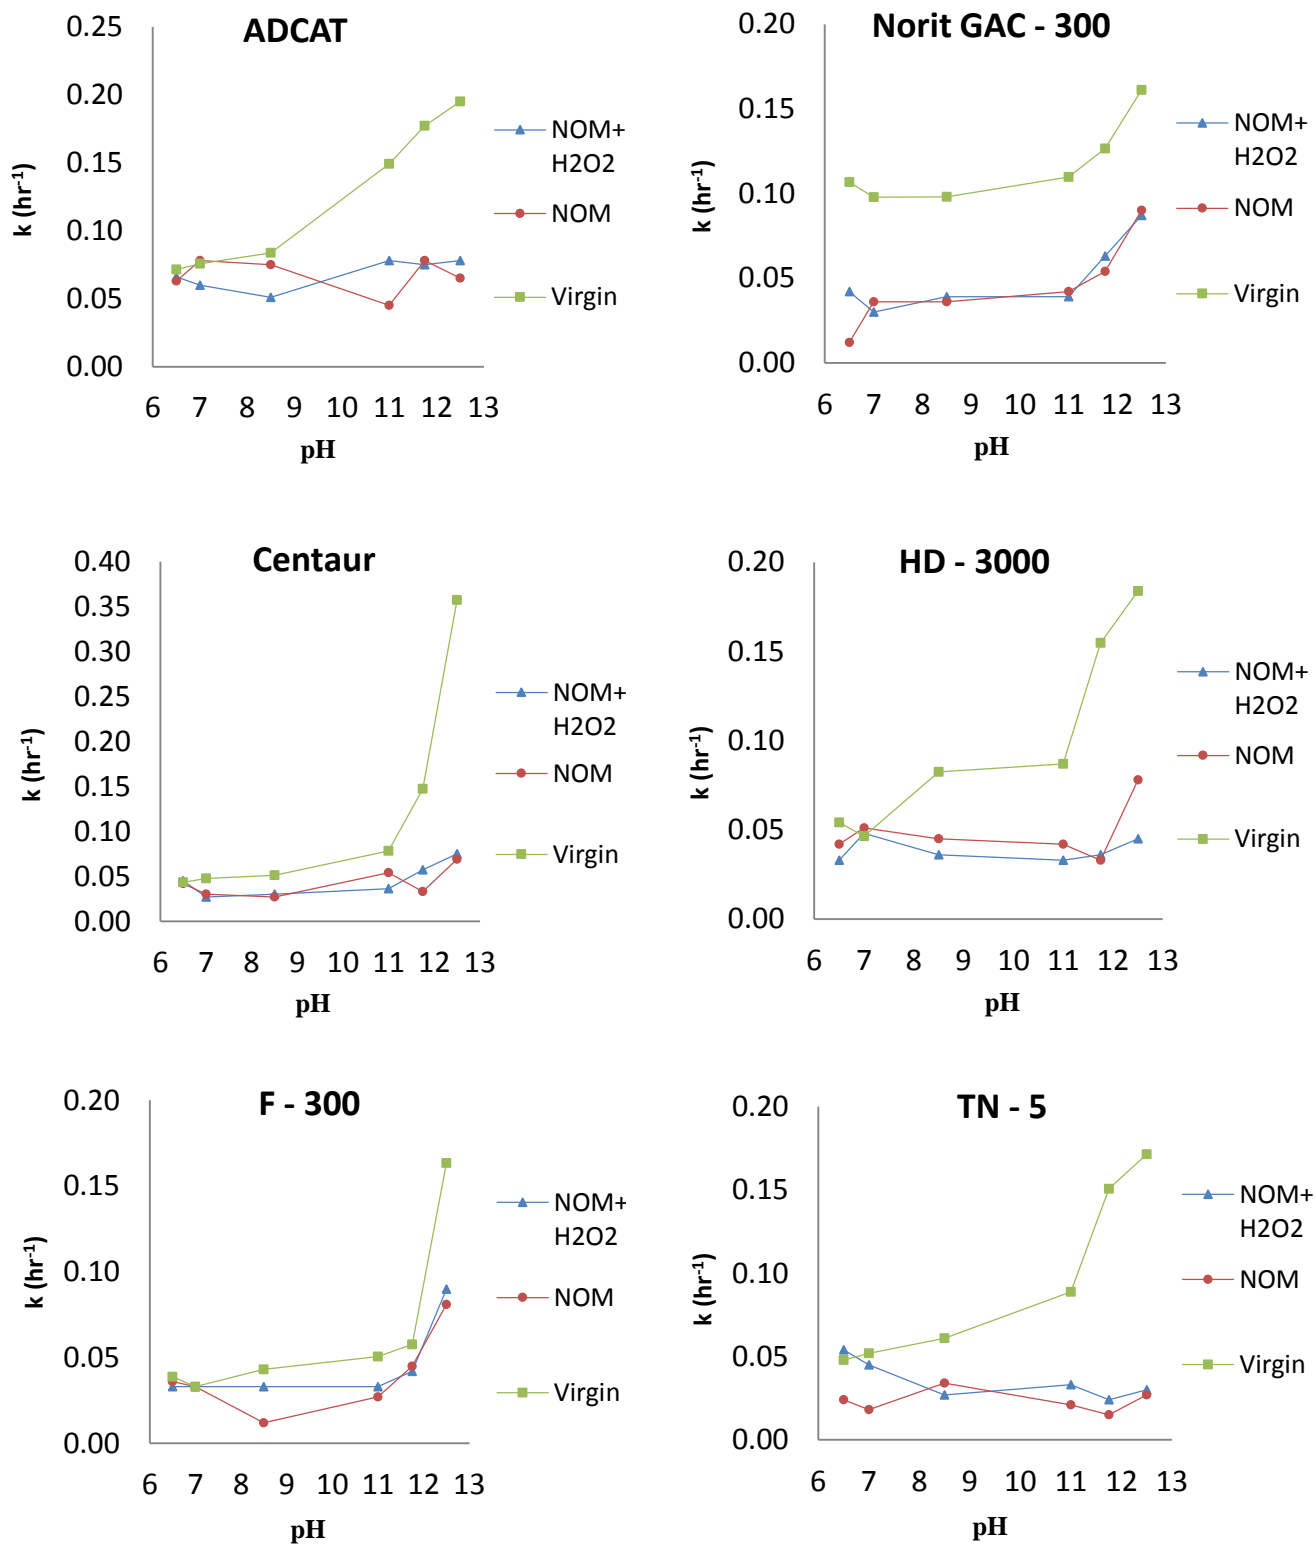 ADCAT
0.25
0.20
0.15
0.10
0.05
0.00
k (hr-1)
6 7 8 9 10 11 12 13
pH
NOM+
H2O2
NOM
Virgin
Norit GAC - 300
0.20
0.15
0.10
0.05
0.00
k (hr-1)
6 7 8 9 10 11 12 13
pH
NOM+
H2O2
NOM
Virgin
Centaur
0.40
0.35
0.30
0.25
0.20
0.15
0.10
0.05
0.00
k (hr-1)
6 7 8 9 10 11 12 13
pH
NOM+
H2O2
NOM
Virgin
HD - 3000
0.20
0.15
0.10
0.05
0.00
k (hr-1)
6 7 8 9 10 11 12 13
pH
NOM+
H2O2
NOM
Virgin
F - 300
0.20
0.15
0.10
0.05
0.00
k (hr-1)
6 7 8 9 10 11 12 13
pH
NOM+
H2O2
NOM
Virgin
TN - 5
0.20
0.15
0.10
0.05
0.00
k (hr-1)
6 7 8 9 10 11 12 13
pH
NOM+
H2O2
NOM
Virgin